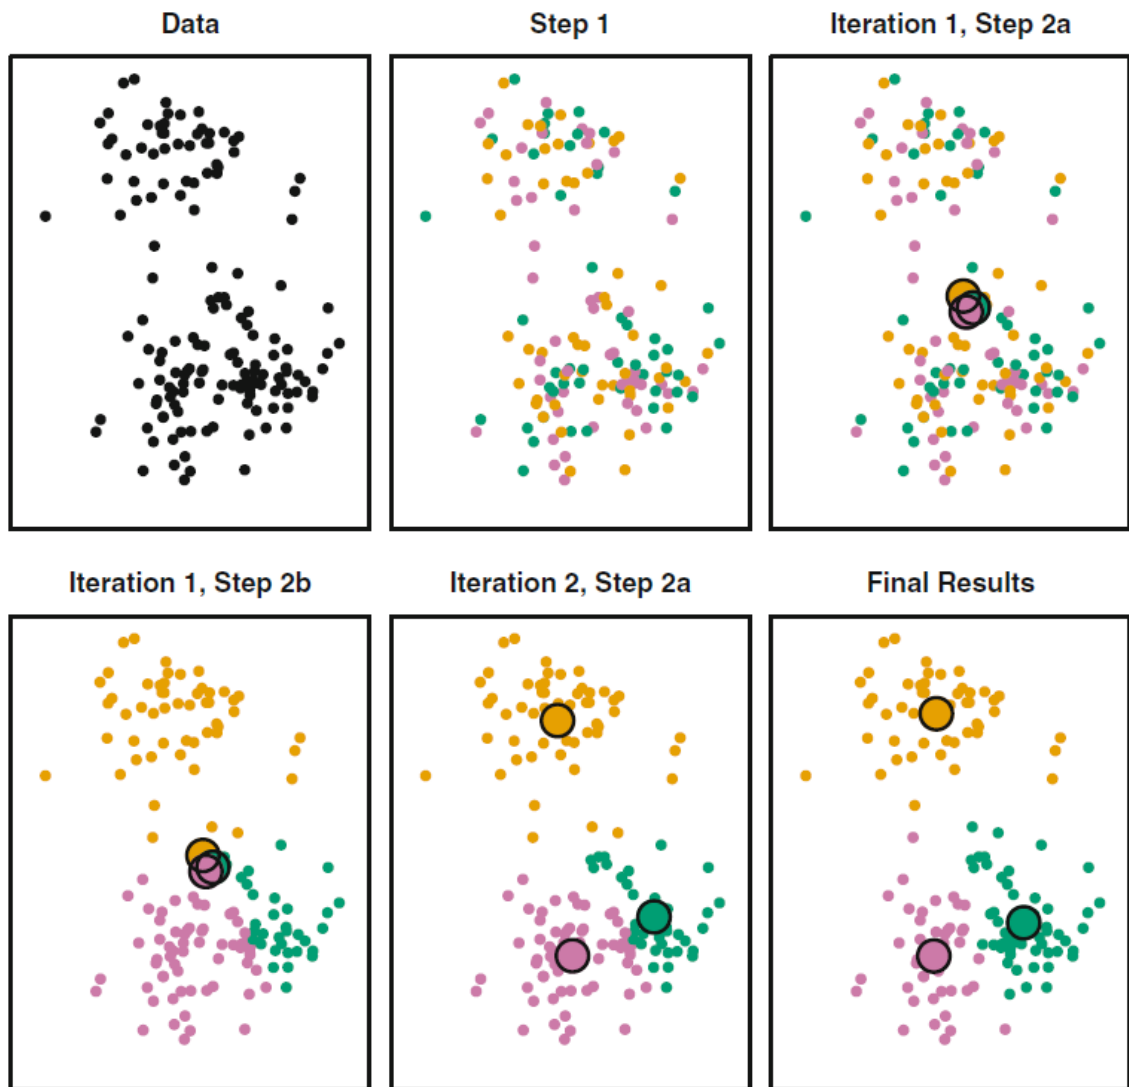 Data
Step 1
Iteration 1, Step 2a
Iteration 1, Step 2b
Iteration 2, Step 2a
Final Results